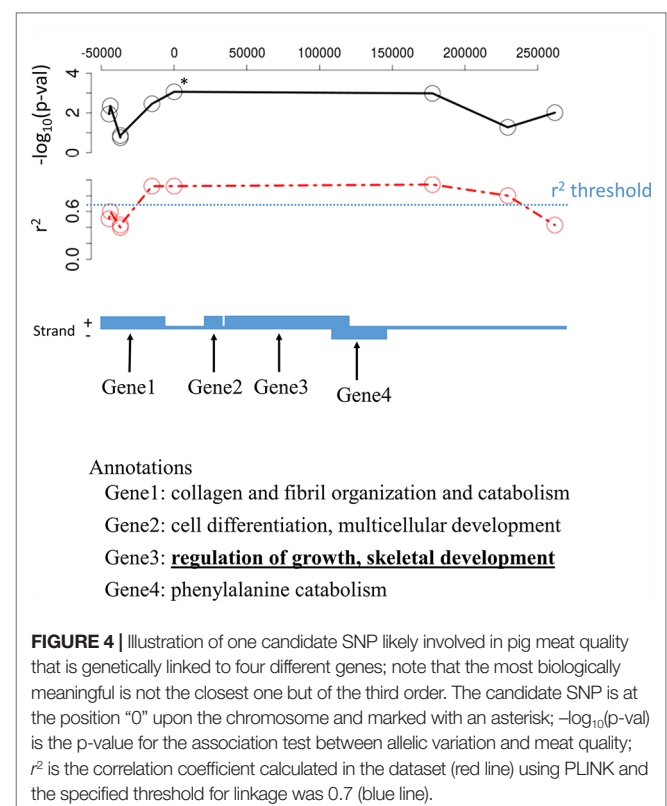 -50000 0 50000 100000 150000 200000 250000
*
-log10(p-val)
4
2
0
r2 threshold
r2
0.6
0.0
Strand + -
Gene1 Gene2 Gene3 Gene4
Annotations
Gene1: collagen and fibril organization and catabolism
Gene2: cell differentiation, multicellular development
Gene3: regulation of growth, skeletal development
Gene4: phenylalanine catabolism
FIGURE 4 | Illustration of one candidate SNP likely involved in pig meat quality
that is genetically linked to four different genes; note that the most biologically
meaningful is not the closest one but of the third order. The candidate SNP is at
the position “0” upon the chromosome and marked with an asterisk; –log10(p-val)
is the p-value for the association test between allelic variation and meat quality;
r2 is the correlation coefficient calculated in the dataset (red line) using PLINK and
the specified threshold for linkage was 0.7 (blue line).